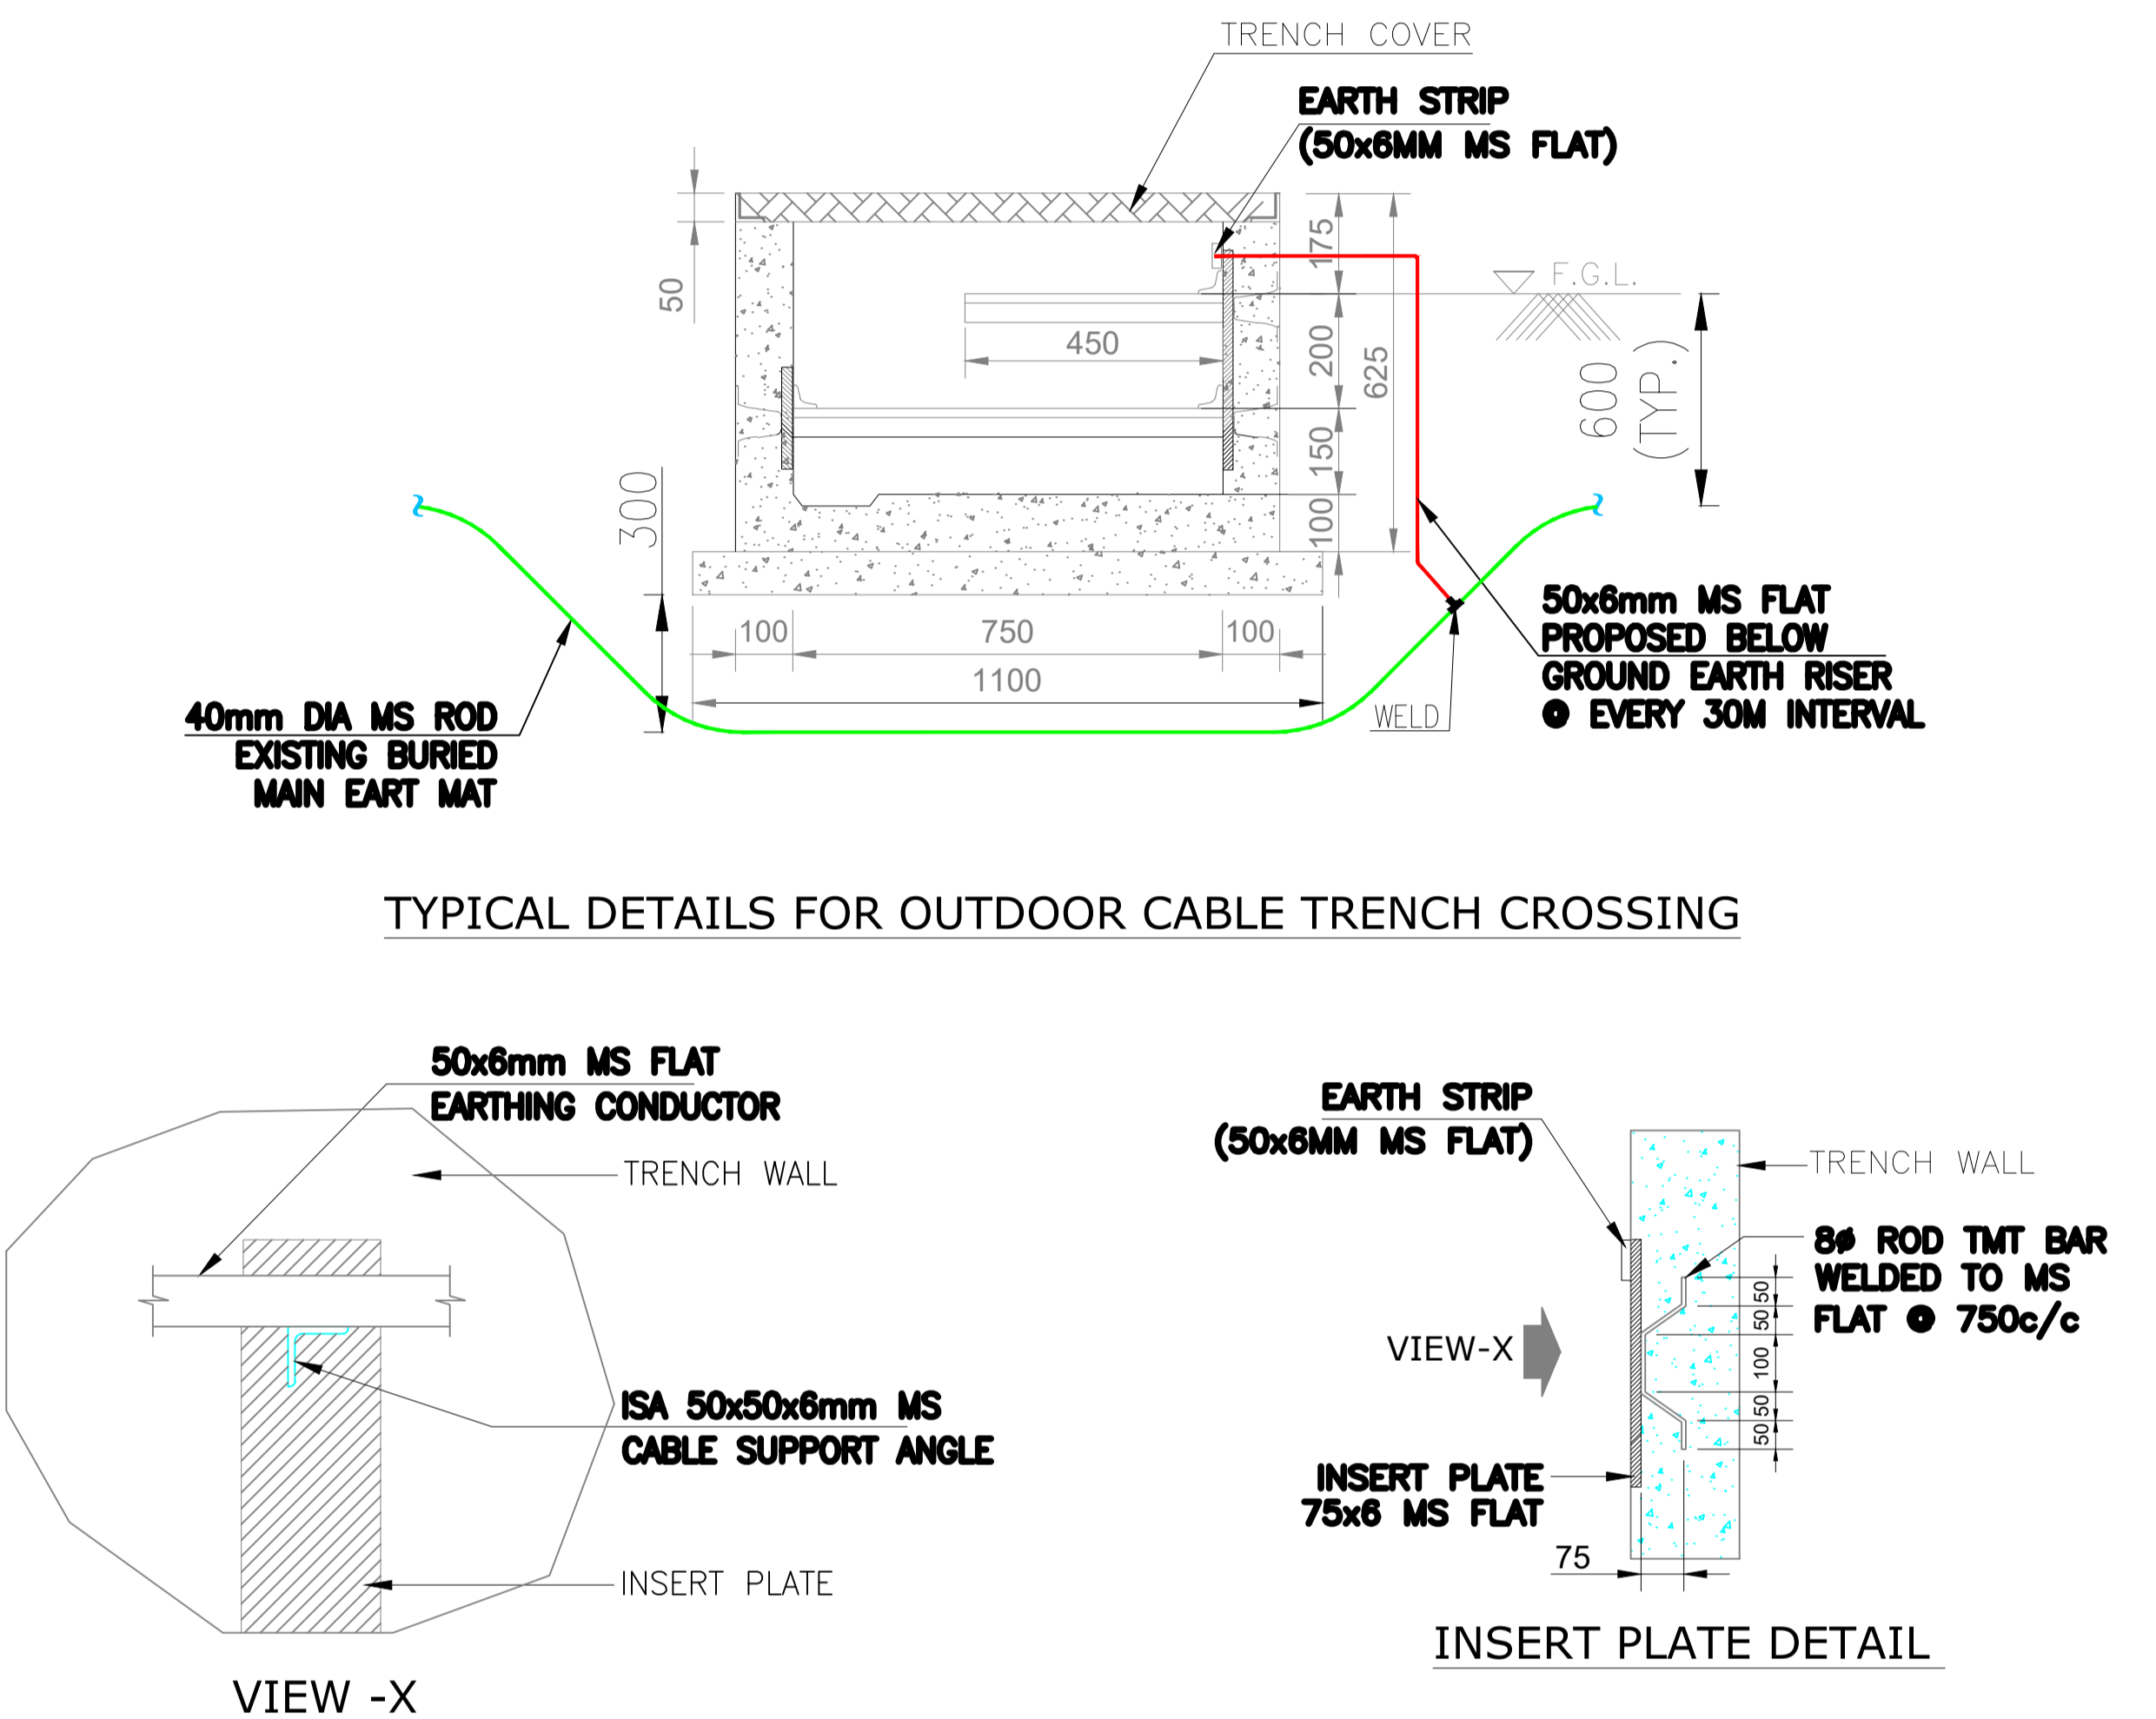 TRENCH COVER
EARTH STRIP
(50x6MM MS FLAT)
50
175
200
625
150
100
450
F.G.L.
600
(TYP.)
300
100
750
100
1100
WELD
50x6mm MS FLAT
PROPOSED BELOW
GROUND EARTH RISER
@ EVERY 30M INTERVAL
40mm DIA MS ROD
EXISTING BURIED
MAIN EART MAT
TYPICAL DETAILS FOR OUTDOOR CABLE TRENCH CROSSING
50x6mm MS FLAT
EARTHING CONDUCTOR
TRENCH WALL
ISA 50x50x6mm MS
CABLE SUPPORT ANGLE
INSERT PLATE
VIEW -X
EARTH STRIP
(50x6MM MS FLAT)
TRENCH WALL
8ø ROD TMT BAR
WELDED TO MS
FLAT @ 750c/c
50
50
100
50
50
VIEW-X
INSERT PLATE
75x6 MS FLAT
75
INSERT PLATE DETAIL